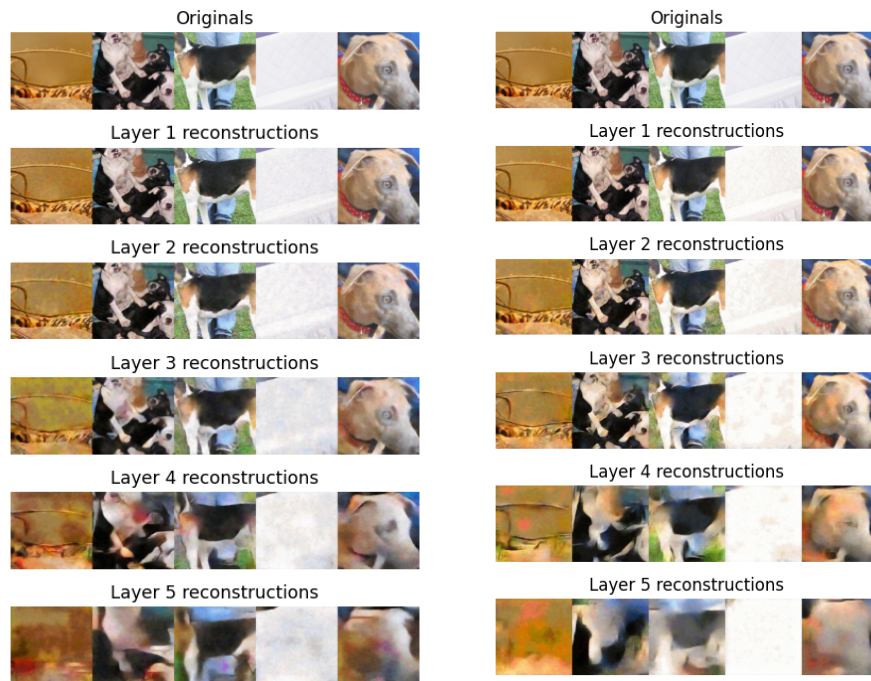 Originals
Layer 1 reconstructions
Layer 2 reconstructions
Layer 3 reconstructions
Layer 4 reconstructions
Layer 5 reconstructions
Originals
Layer 1 reconstructions
Layer 2 reconstructions
Layer 3 reconstructions
Layer 4 reconstructions
Layer 5 reconstructions